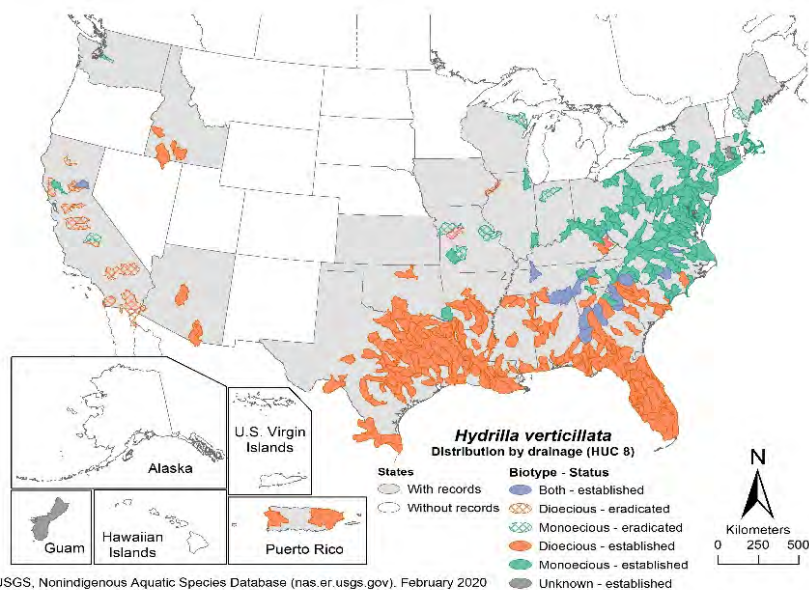 Alaska
U.S. Virgin
Islands
Guam
Hawaiian
Islands
Puerto Rico
Hydrilla verticillata
Distribution by drainage (HUC 8)
States
With records
Without records
Biotype - Status
Both - established
Dioecious - eradicated
Monoecious - eradicated
Dioecious - established
Monoecious - established
Unknown - established
N
Kilometers
0 250 500
USGS, Nonindigenous Aquatic Species Database (nas.er.usgs.gov). February 2020